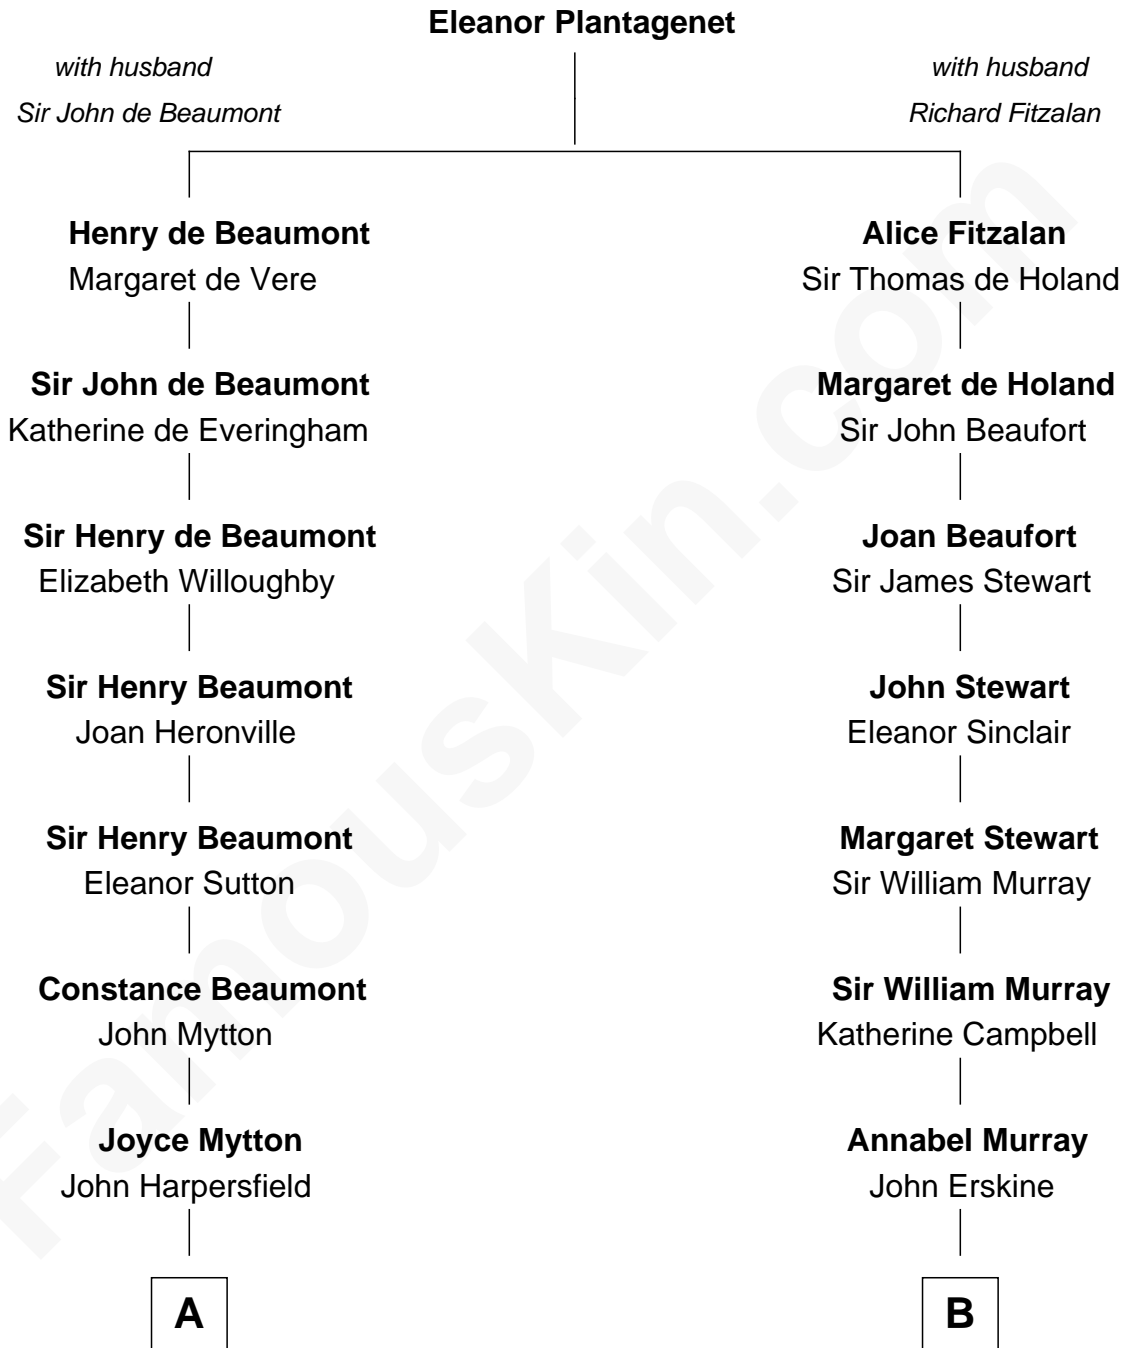 Eleanor Plantagenet
with husband
Sir John de Beaumont
with husband
Richard Fitzalan
Henry de Beaumont
Margaret de Vere
Alice Fitzalan
Sir Thomas de Holand
Sir John de Beaumont
Katherine de Everingham
Margaret de Holand
Sir John Beaufort
Sir Henry de Beaumont
Elizabeth Willoughby
Joan Beaufort
Sir James Stewart
Sir Henry Beaumont
Joan Heronville
John Stewart
Eleanor Sinclair
Sir Henry Beaumont
Eleanor Sutton
Margaret Stewart
Sir William Murray
Constance Beaumont
John Mytton
Sir William Murray
Katherine Campbell
Joyce Mytton
John Harpersfield
Annabel Murray
John Erskine
A
B
FamousKin.com